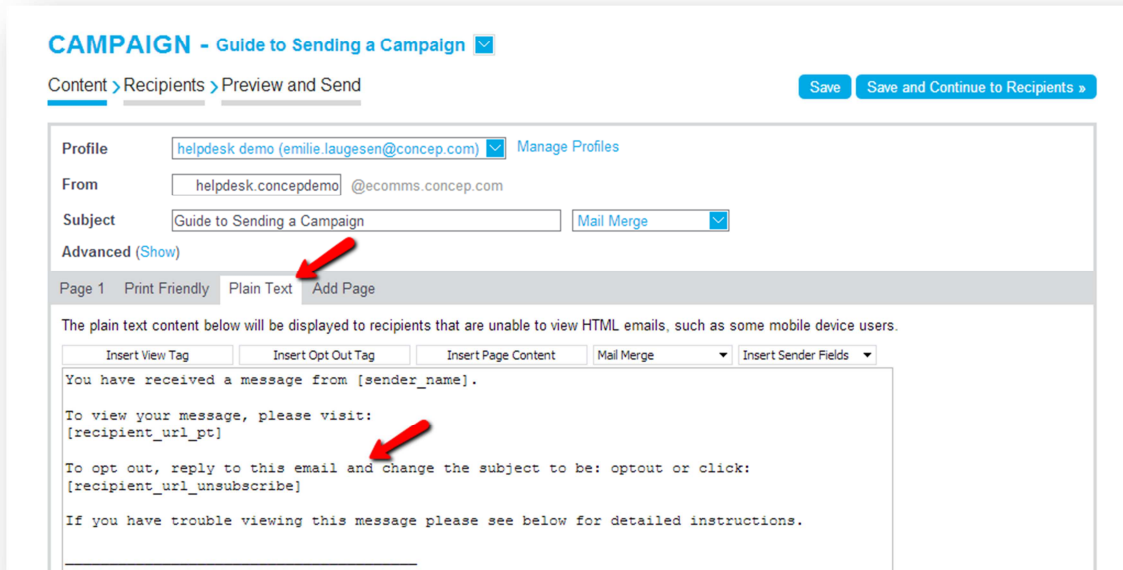 CAMPAIGN - Guide to Sending a Campaign
Content > Recipients > Preview and Send
Save
Save and Continue to Recipients »
Profile helpdesk demo (emilie.laugesen@concep.com) Manage Profiles
From helpdesk.concepdemo @ecomms.concep.com
Subject Guide to Sending a Campaign Mail Merge
Advanced (Show)
Page 1 Print Friendly Plain Text Add Page
The plain text content below will be displayed to recipients that are unable to view HTML emails, such as some mobile device users.
Insert View Tag Insert Opt Out Tag Insert Page Content Mail Merge Insert Sender Fields
You have received a message from [sender_name].
To view your message, please visit:
[recipient_url_pt]
To opt out, reply to this email and change the subject to be: optout or click:
[recipient_url_unsubscribe]
If you have trouble viewing this message please see below for detailed instructions.